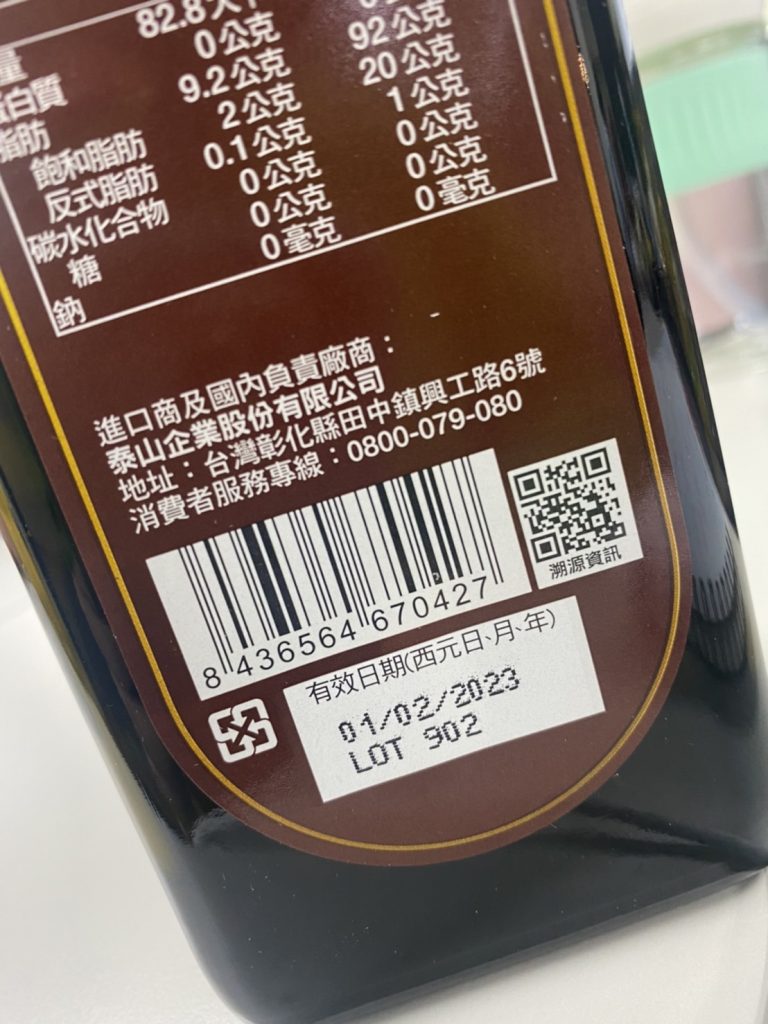 82.8大卡
量 0公克 92公克
蛋白質 9.2公克 20公克
脂肪 2公克 1公克
飽和脂肪 0.1公克 0公克
反式脂肪 0公克 0公克
碳水化合物 0公克 0毫克
糖 0毫克
鈉
進口商及國內負責廠商：
泰山企業股份有限公司
地址：台灣彰化縣田中鎮興工路6號
消費者服務專線：0800-079-080
8 436564 670427
溯源資訊
有效日期(西元日、月、年)
01/02/2023
LOT 902